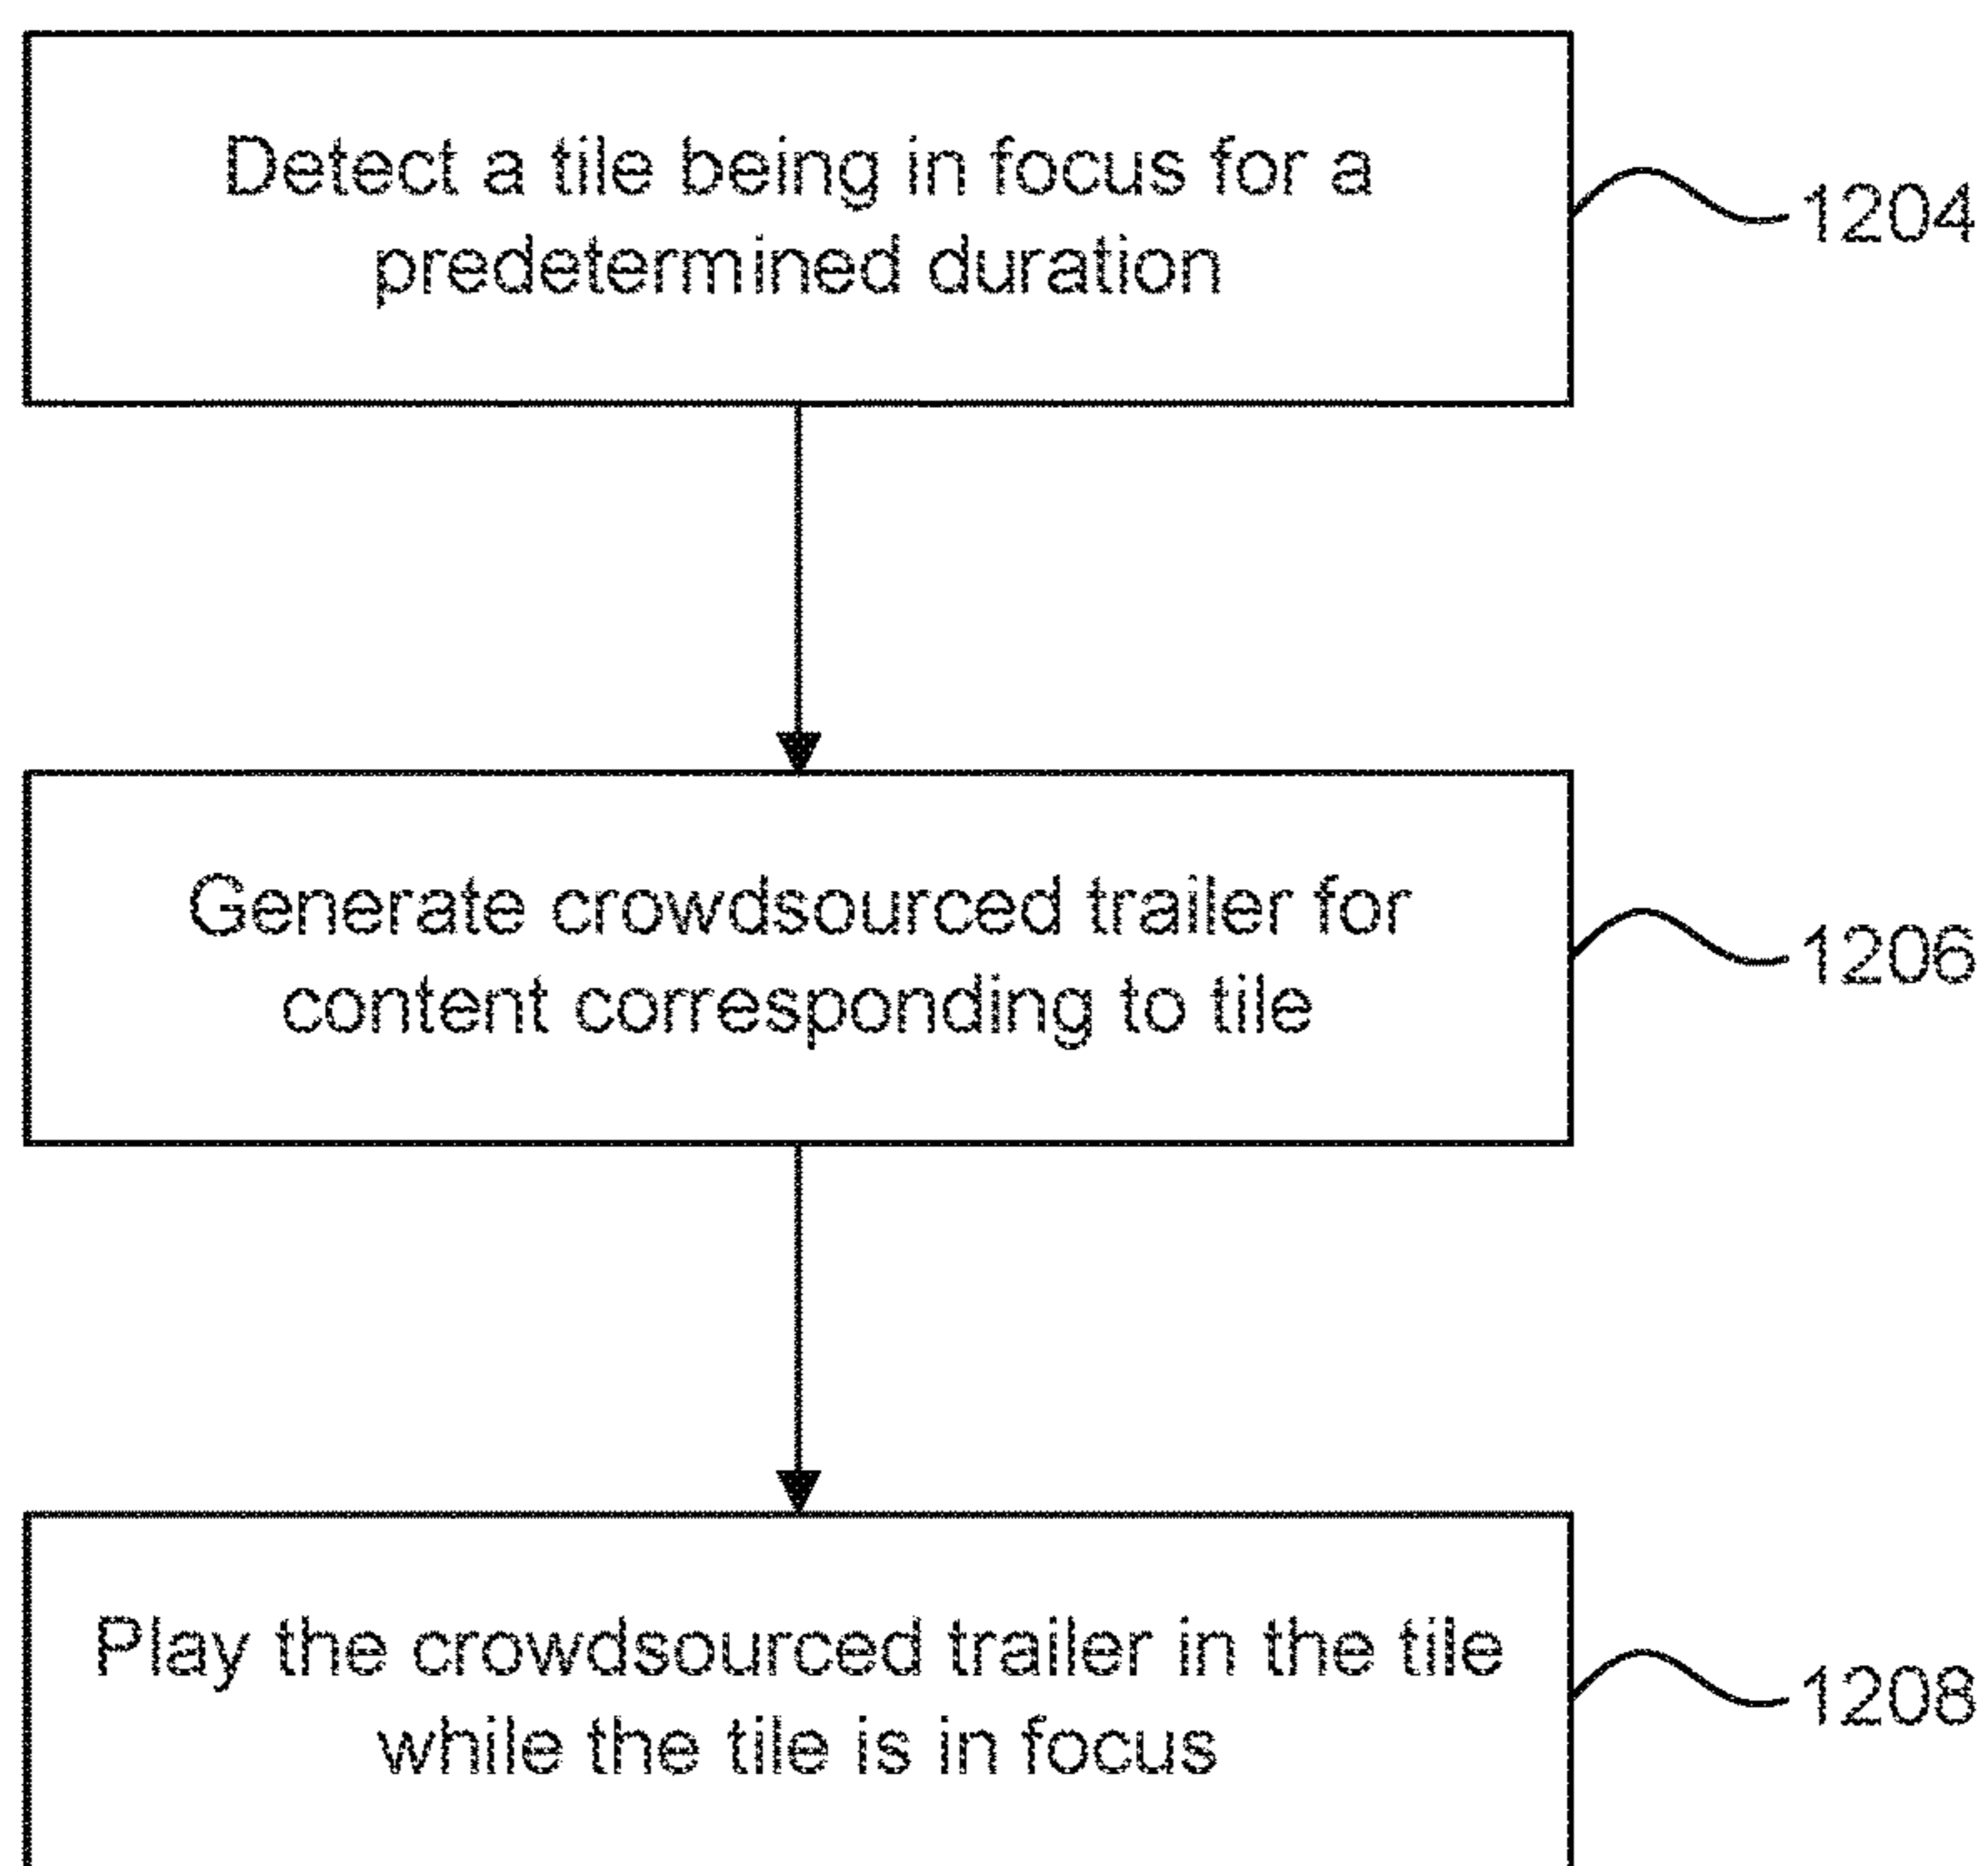 Detect a tile being in focus for a
predetermined duration
1204
Generate crowdsourced trailer for
content corresponding to tile
1206
Play the crowdsourced trailer in the tile
while the tile is in focus
1208